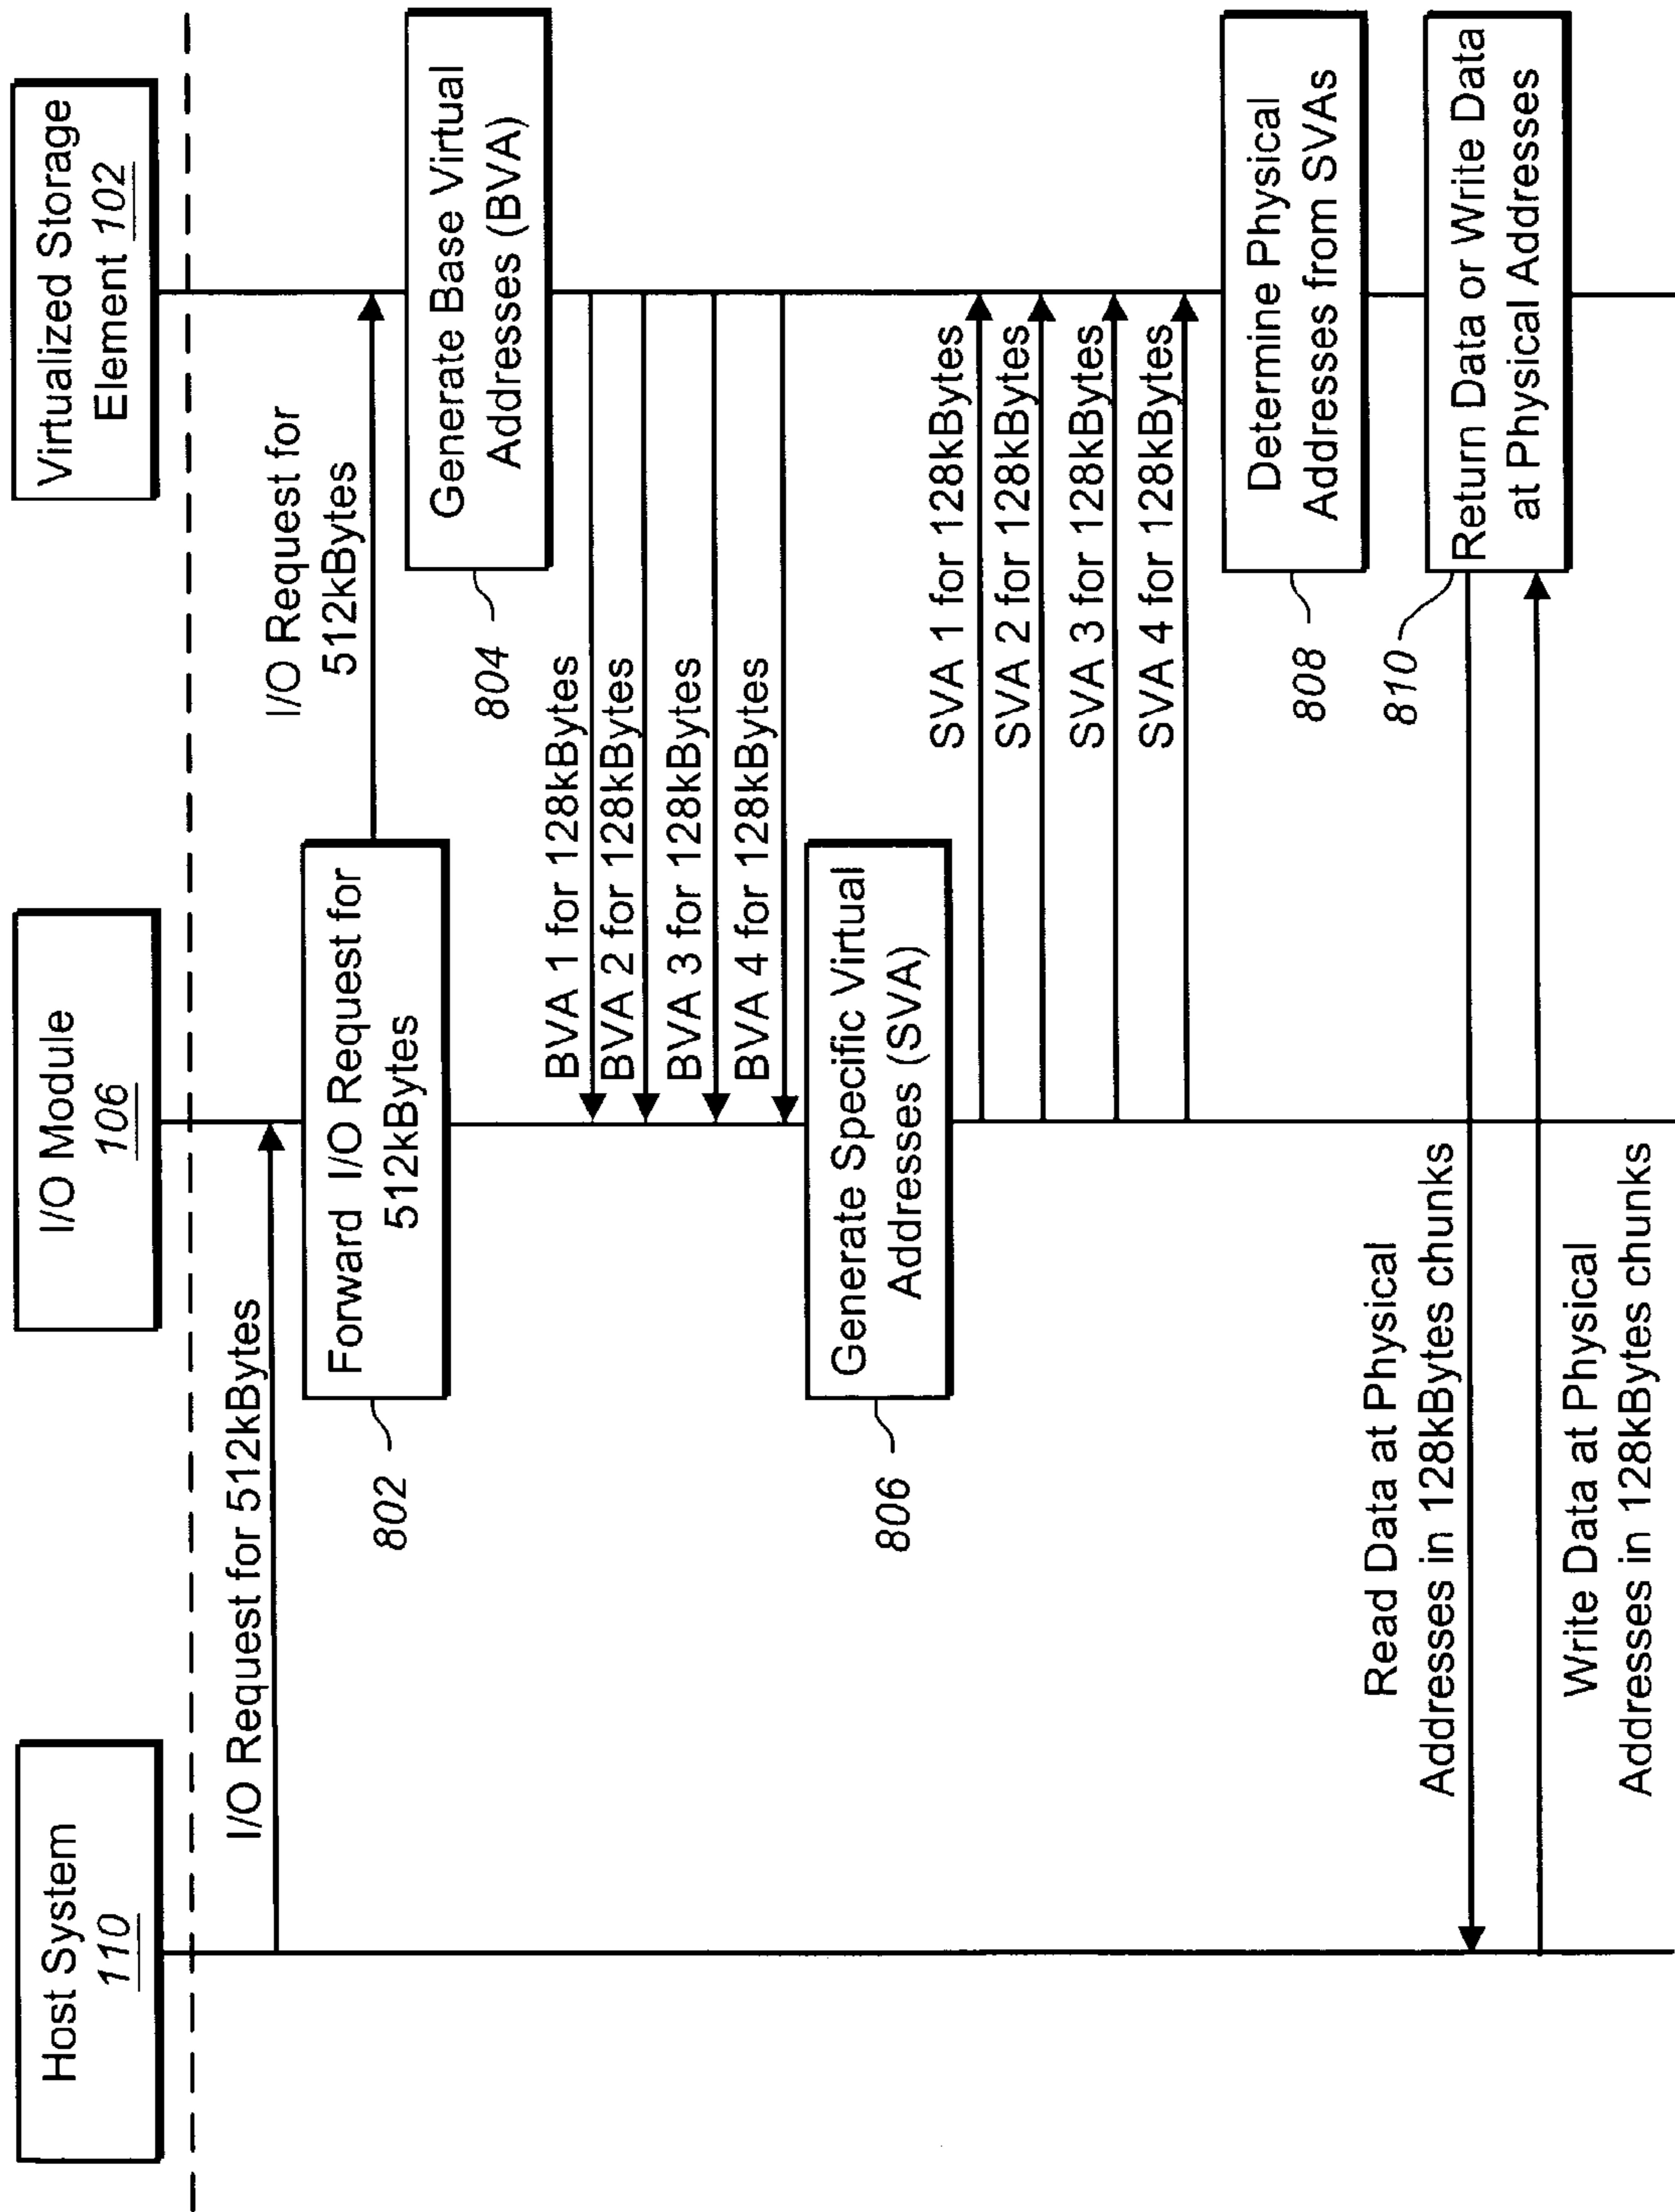 Host System
110
I/O Module
106
Virtualized Storage
Element 102
I/O Request for 512kBytes
802
Forward I/O Request for
512kBytes
I/O Request for
512kBytes
804
Generate Base Virtual
Addresses (BVA)
BVA 1 for 128kBytes
BVA 2 for 128kBytes
BVA 3 for 128kBytes
BVA 4 for 128kBytes
806
Generate Specific Virtual
Addresses (SVA)
SVA 1 for 128kBytes
SVA 2 for 128kBytes
SVA 3 for 128kBytes
SVA 4 for 128kBytes
808
Determine Physical
Addresses from SVAs
810
Return Data or Write Data
at Physical Addresses
Read Data at Physical
Addresses in 128kBytes chunks
Write Data at Physical
Addresses in 128kBytes chunks